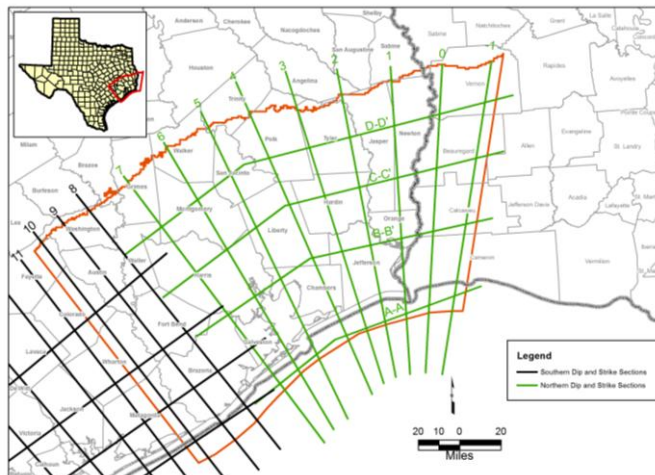 Anderson
Cherokee
Nacogdoches
Shelby
San Augustine
Sabine
Sabine
Natchitoches
Grant
La Salle
Houston
Angelina
Trinity
Vernon
Rapides
Avoyelles
Milam
Brazos
Walker
Polk
Tyler
Jasper
Newton
Beauregard
Allen
Evangeline
St. Landry
Burleson
Grimes
San Jacinto
Hardin
Lee
Washington
Montgomery
Liberty
Orange
Calcasieu
Jefferson Davis
Acadia
Lafayette
Fayette
Austin
Waller
Harris
Jefferson
Chambers
Cameron
Vermilion
Colorado
Fort Bend
Galveston
Lavaca
Wharton
Brazoria
Jackson
Matagorda
Victoria
Calhoun
11
10
9
8
7
6
5
4
3
2
1
0
-1
D-D'
C-C'
B-B'
A-A'
Legend
Southern Dip and Strike Sections
Northern Dip and Strike Sections
20 10 0 20
Miles